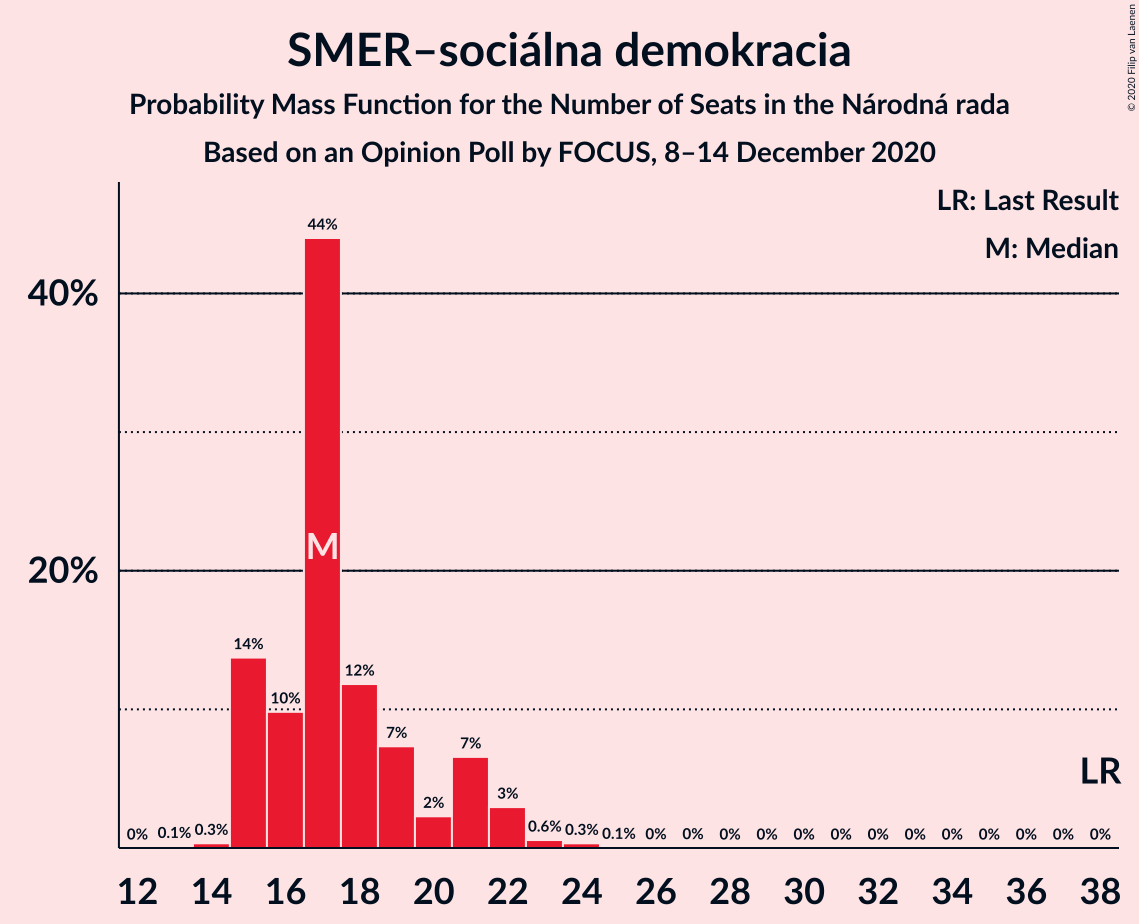 SMER–sociálna demokracia
Probability Mass Function for the Number of Seats in the Národná rada
Based on an Opinion Poll by FOCUS, 8–14 December 2020
© 2020 Filip van Laenen
LR: Last Result
M: Median
44%
40%
M
20%
14%
12%
10%
7%
7%
LR
3%
2%
0% 0.1% 0.3% 0.6% 0.3% 0.1% 0% 0% 0% 0% 0% 0% 0% 0% 0% 0% 0% 0% 0%
12 14 16 18 20 22 24 26 28 30 32 34 36 38